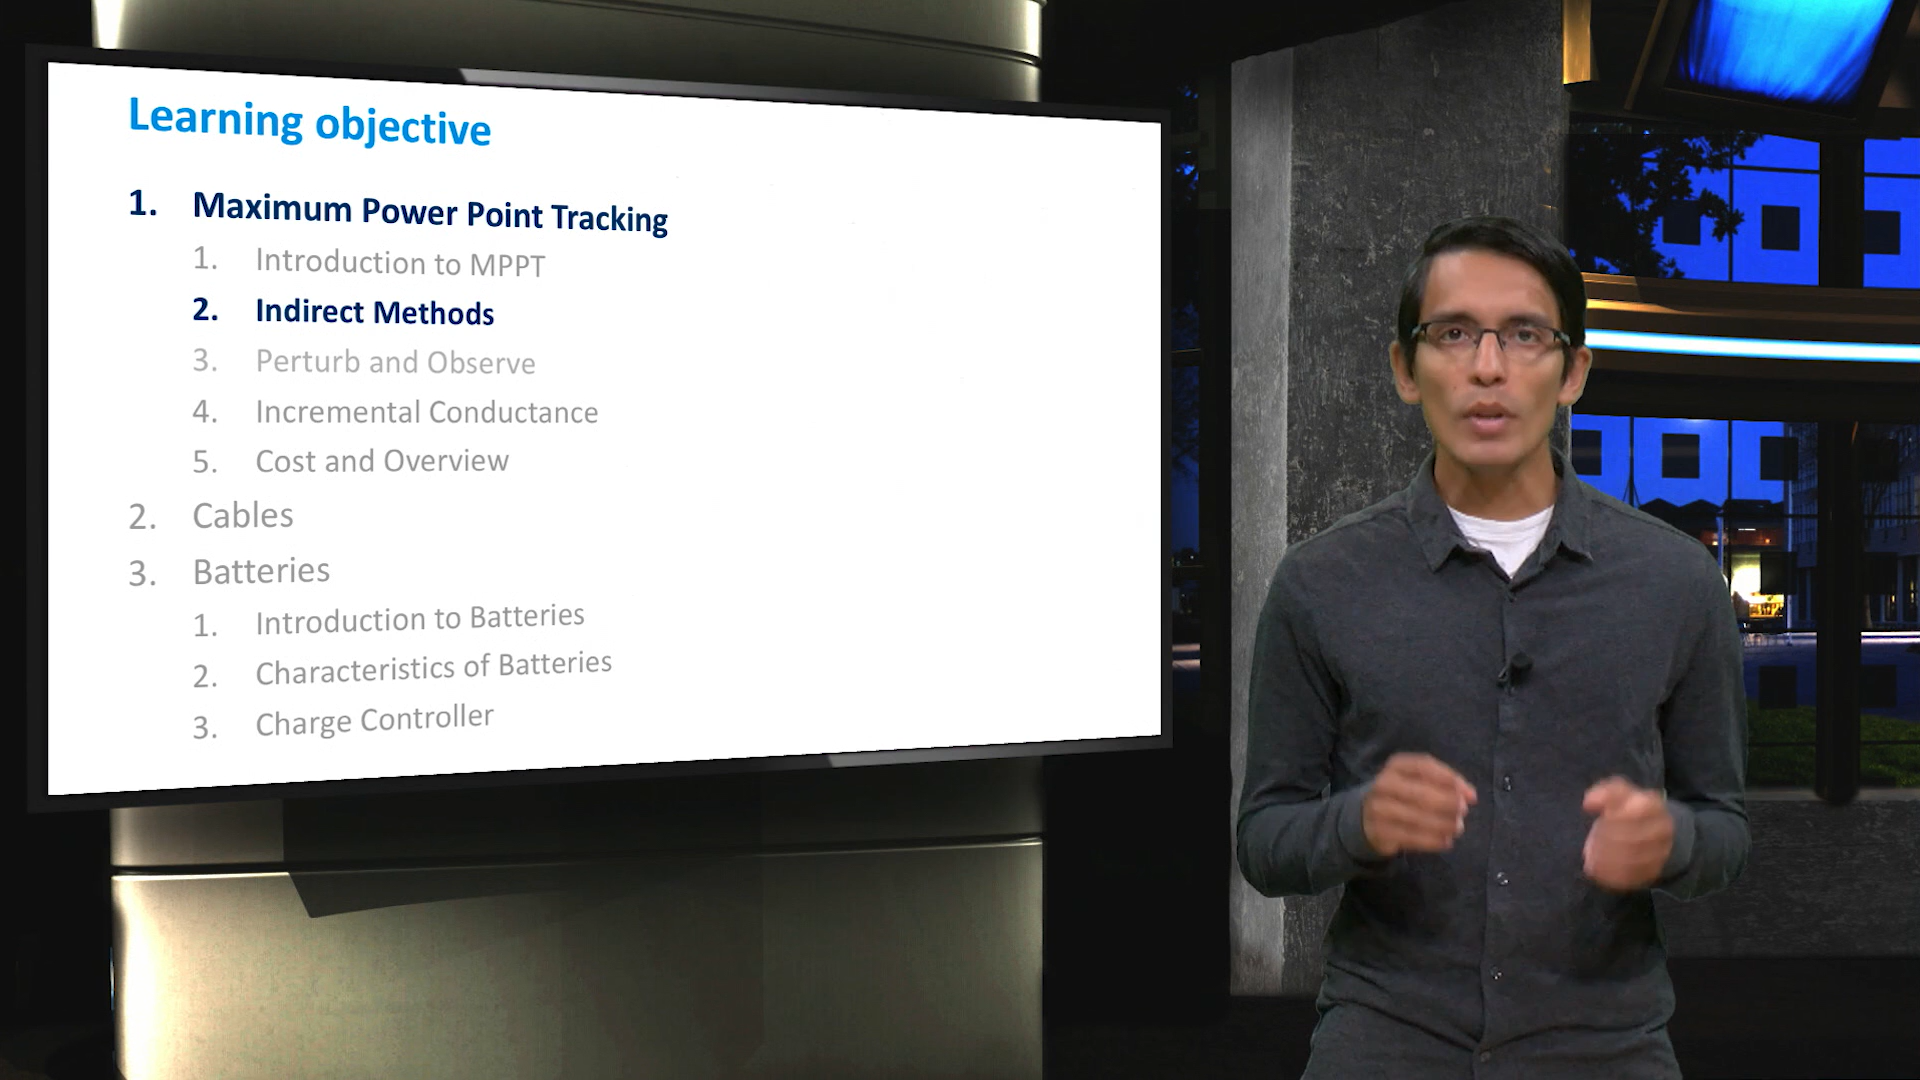 Learning objective
1. Maximum Power Point Tracking
1. Introduction to MPPT
2. Indirect Methods
3. Perturb and Observe
4. Incremental Conductance
5. Cost and Overview
2. Cables
3. Batteries
1. Introduction to Batteries
2. Characteristics of Batteries
3. Charge Controller